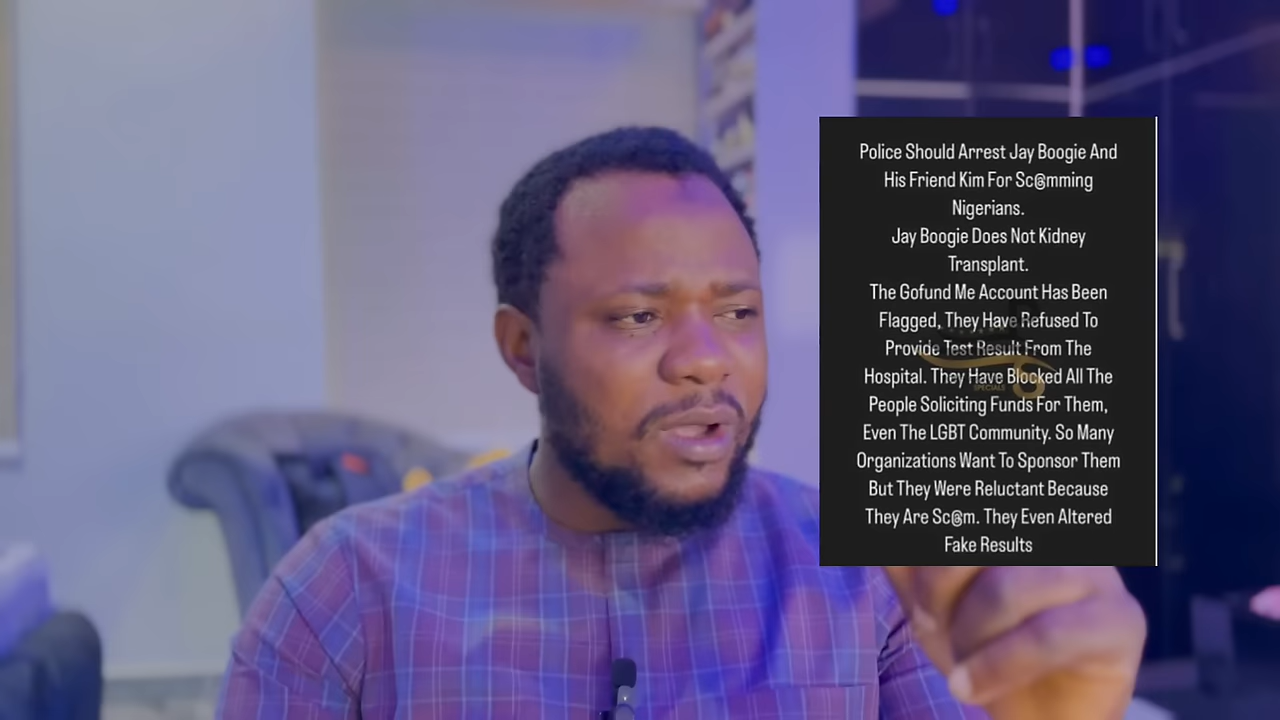 Police Should Arrest Jay Boogie And
His Friend Kim For Sc@mming
Nigerians.
Jay Boogie Does Not Kidney
Transplant.
The Gofund Me Account Has Been
Flagged, They Have Refused To
Provide Test Result From The
Hospital. They Have Blocked All The
People Soliciting Funds For Them,
Even The LGBT Community. So Many
Organizations Want To Sponsor Them
But They Were Reluctant Because
They Are Sc@m. They Even Altered
Fake Results
SPECIALS